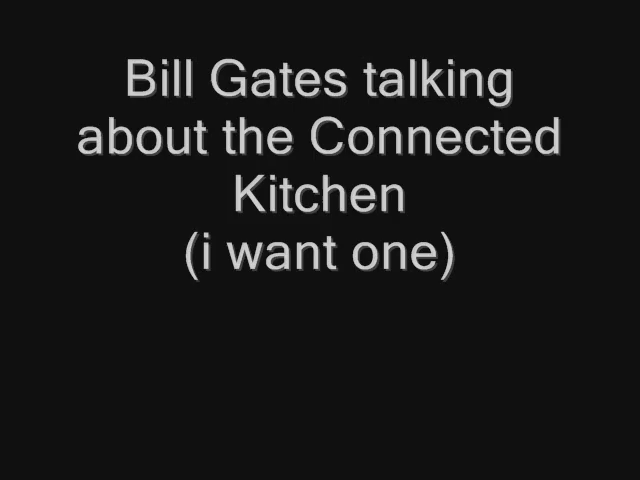 Bill Gates talking
about the Connected
Kitchen
(i want one)